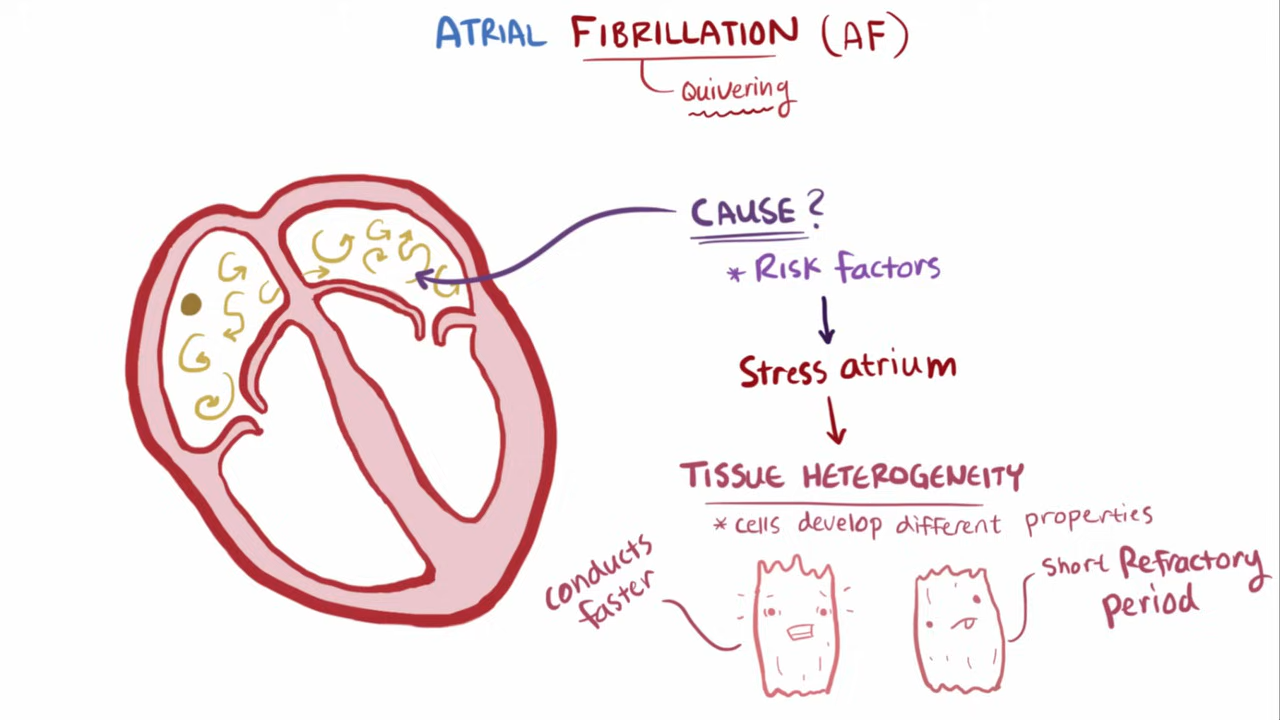 ATRIAL FIBRILLATION (AF)
Quivering
CAUSE?
* Risk factors
Stress atrium
TISSUE HETEROGENEITY
* cells develop different properties
conducts
faster
short Refractory
period